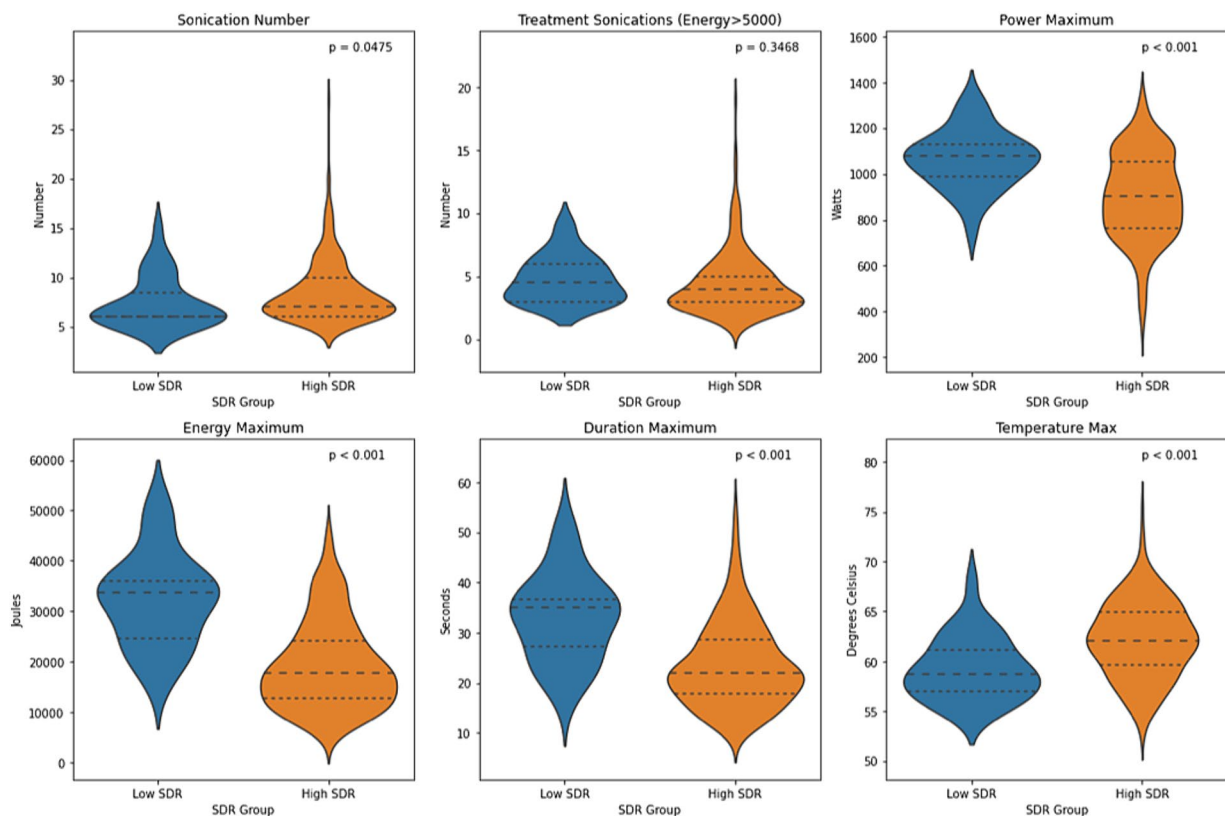 Sonication Number
p = 0.0475
30
25
20
15
10
5
Number
Low SDR
High SDR
SDR Group
Treatment Sonications (Energy>5000)
p = 0.3468
20
15
10
5
0
Number
Low SDR
High SDR
SDR Group
Power Maximum
p < 0.001
1600
1400
1200
1000
800
600
400
200
Watts
Low SDR
High SDR
SDR Group
Energy Maximum
p < 0.001
60000
50000
40000
30000
20000
10000
0
Joules
Low SDR
High SDR
SDR Group
Duration Maximum
p < 0.001
60
50
40
30
20
10
Seconds
Low SDR
High SDR
SDR Group
Temperature Max
p < 0.001
80
75
70
65
60
55
50
Degrees Celsius
Low SDR
High SDR
SDR Group